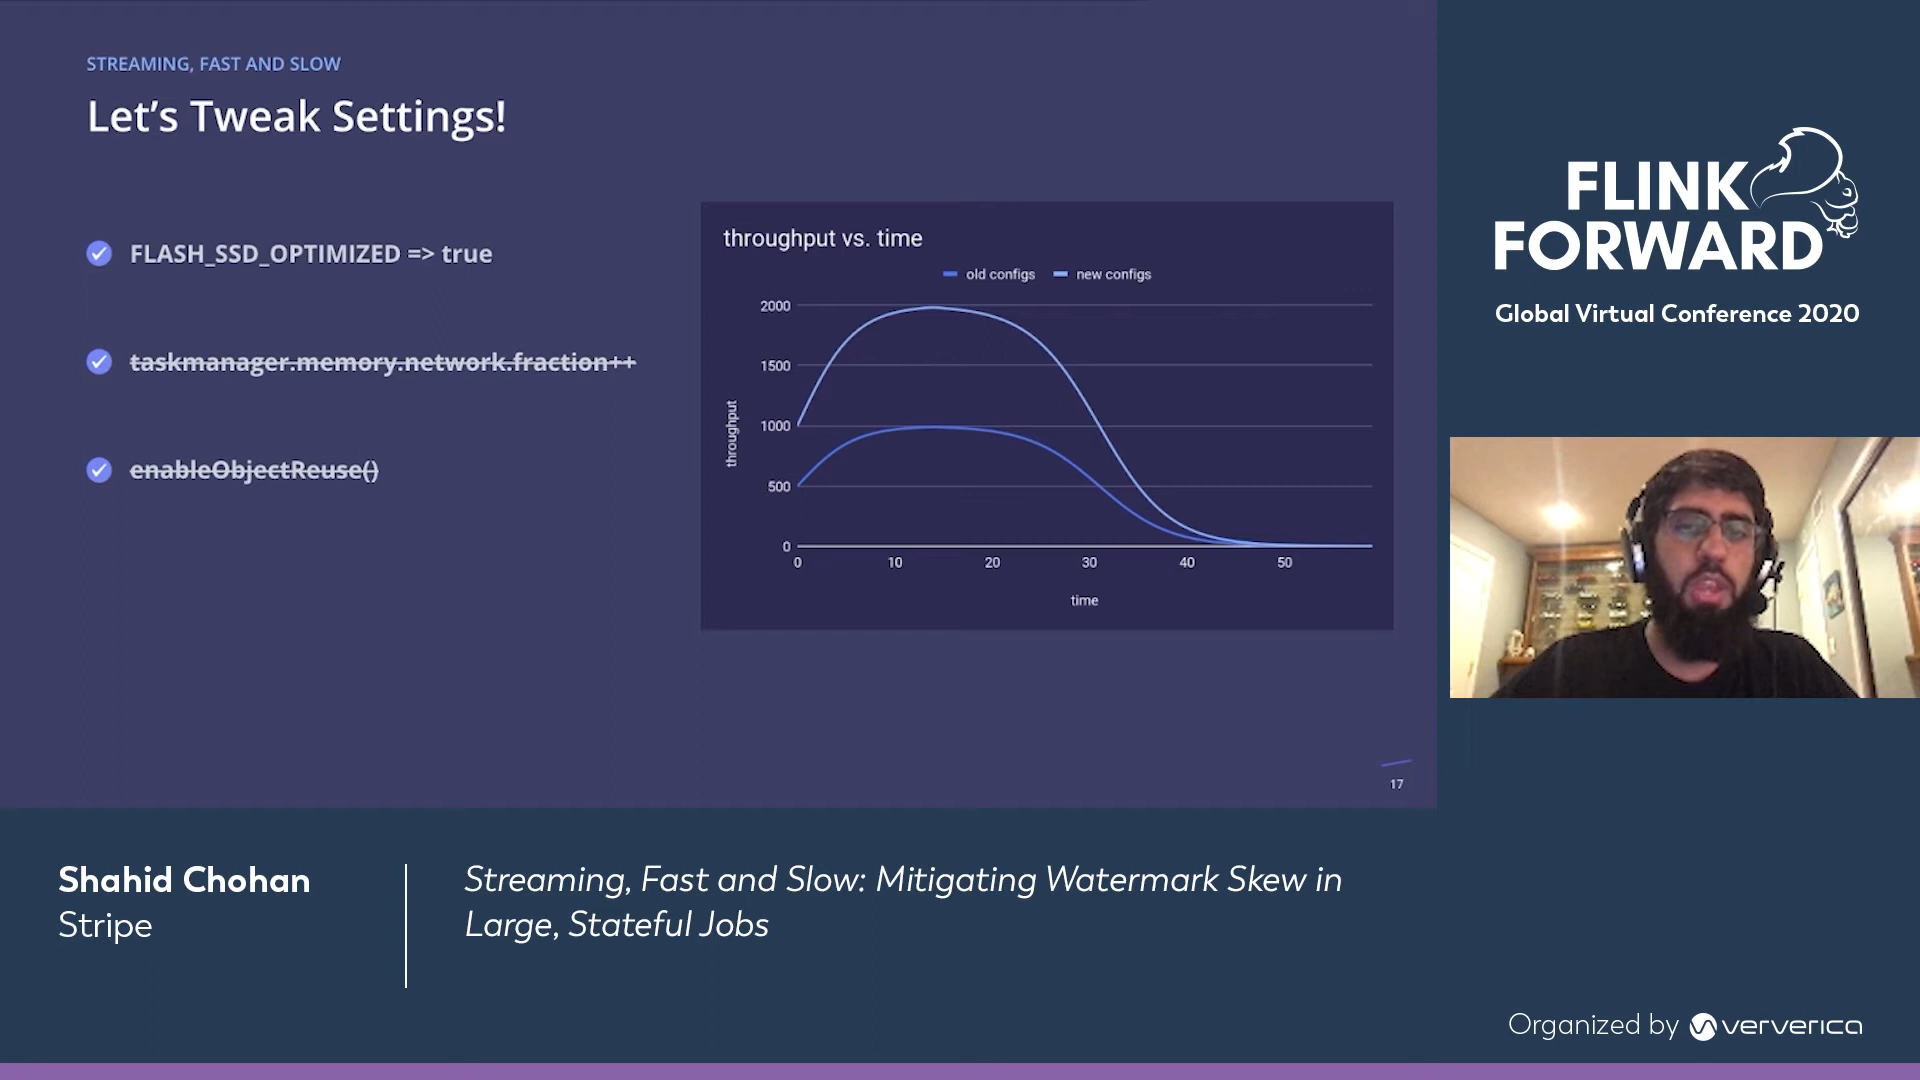 STREAMING, FAST AND SLOW
Let's Tweak Settings!
FLASH_SSD_OPTIMIZED => true
taskmanager.memory.network.fraction++
enableObjectReuse()
throughput vs. time
old configs
new configs
throughput
2000
1500
1000
500
0
0 10 20 30 40 50
time
17
FLINK
FORWARD
Global Virtual Conference 2020
Shahid Chohan
Stripe
Streaming, Fast and Slow: Mitigating Watermark Skew in
Large, Stateful Jobs
Organized by ververica